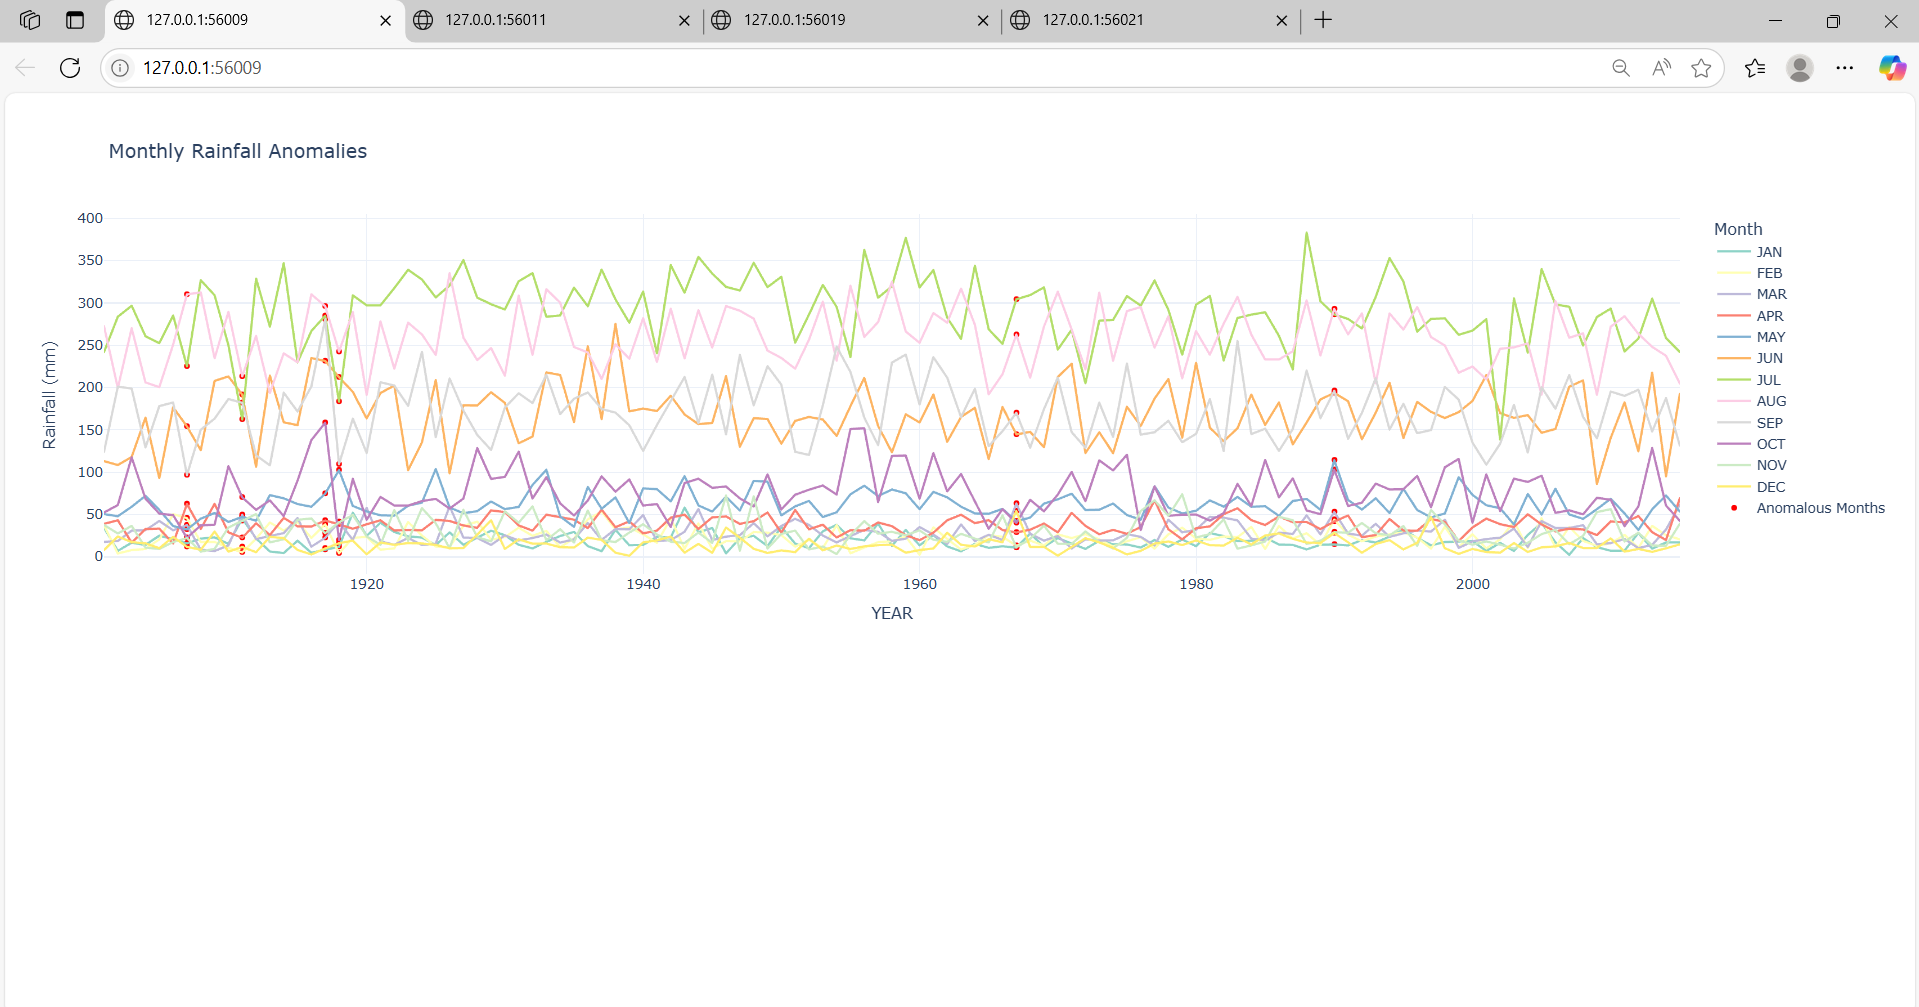 127.0.0.1:56009
127.0.0.1:56011
127.0.0.1:56019
127.0.0.1:56021
127.0.0.1:56009
Monthly Rainfall Anomalies
400
350
300
250
200
150
100
50
0
Rainfall (mm)
1920
1940
1960
1980
2000
YEAR
Month
JAN
FEB
MAR
APR
MAY
JUN
JUL
AUG
SEP
OCT
NOV
DEC
Anomalous Months